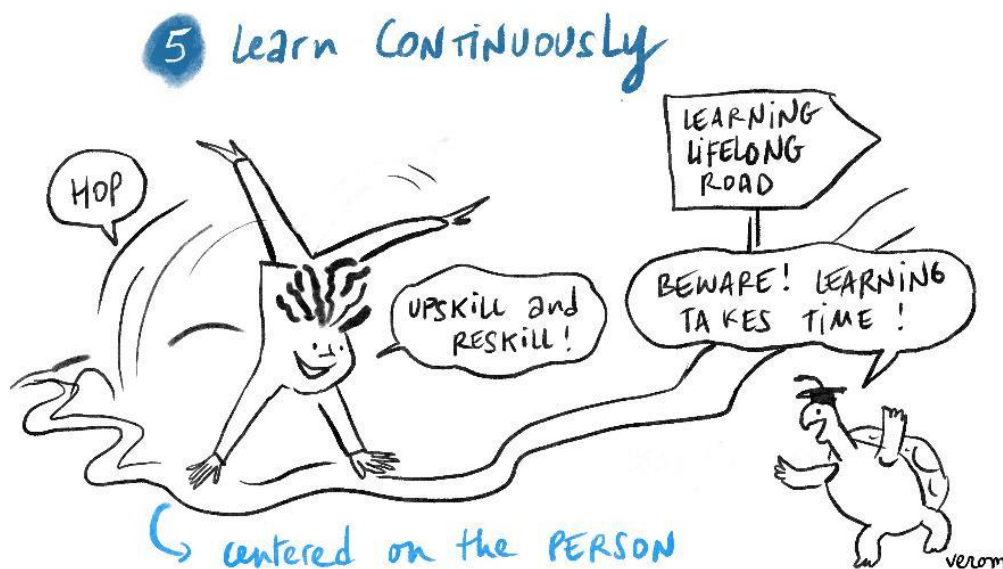 5 Learn CONTINUOUSLY
LEARNING
LIFELONG
ROAD
HOP
UPSKILL and
RESKILL!
BEWARE! LEARNING
TAKES TIME!
centered on the PERSON
verom